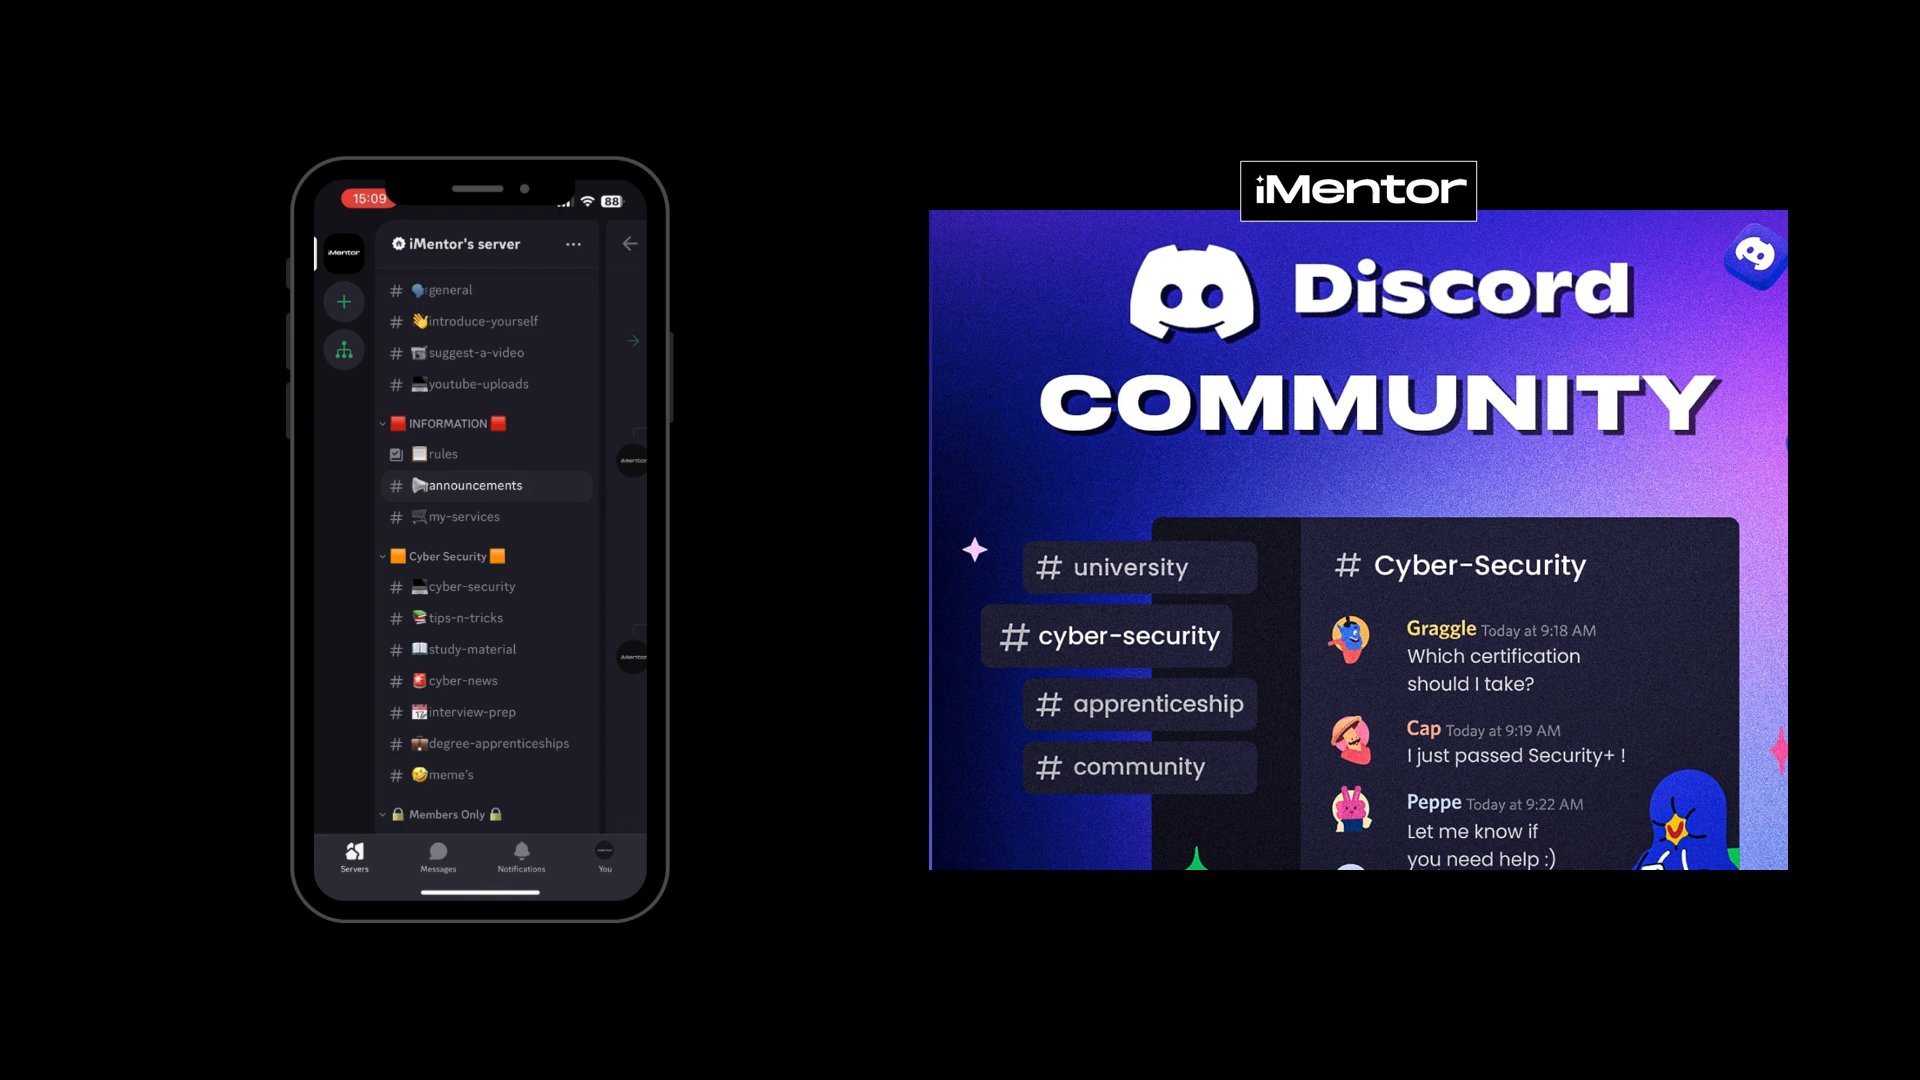 15:09
88
iMentor
iMentor's server
general
introduce-yourself
suggest-a-video
youtube-uploads
INFORMATION
rules
announcements
my-services
Cyber Security
cyber-security
tips-n-tricks
study-material
cyber-news
interview-prep
degree-apprenticeships
meme's
Members Only
Servers
Messages
Notifications
You
iMentor
iMentor
iMentor
Discord
COMMUNITY
# university
# cyber-security
# apprenticeship
# community
# Cyber-Security
Graggle Today at 9:18 AM
Which certification
should I take?
Cap Today at 9:19 AM
I just passed Security+ !
Peppe Today at 9:22 AM
Let me know if
you need help :)